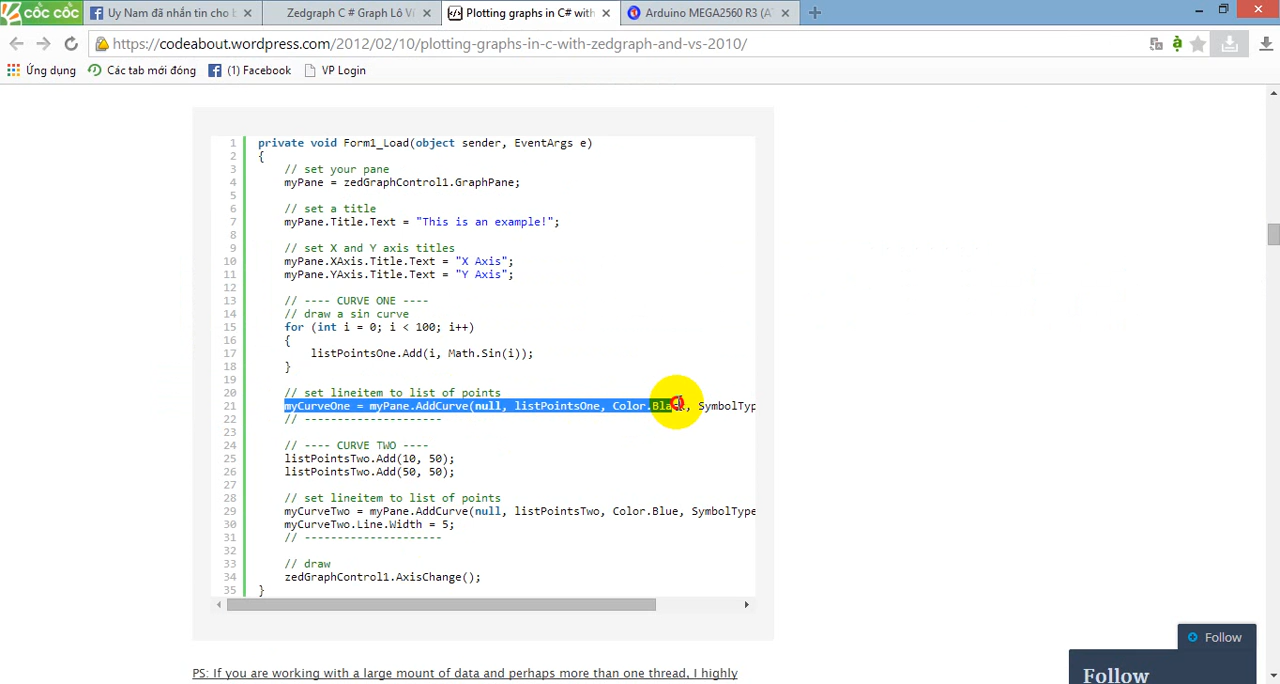 cốc cốc
Uy Nam đã nhắn tin cho b
Zedgraph C # Graph Lô Ví
Plotting graphs in C# with
Arduino MEGA2560 R3 (AT
https://codeabout.wordpress.com/2012/02/10/plotting-graphs-in-c-with-zedgraph-and-vs-2010/
Ứng dụng
Các tab mới đóng
(1) Facebook
VP Login
1 private void Form1_Load(object sender, EventArgs e)
2 {
3 // set your pane
4 myPane = zedGraphControl1.GraphPane;
5
6 // set a title
7 myPane.Title.Text = "This is an example!";
8
9 // set X and Y axis titles
10 myPane.XAxis.Title.Text = "X Axis";
11 myPane.YAxis.Title.Text = "Y Axis";
12
13 // ---- CURVE ONE ----
14 // draw a sin curve
15 for (int i = 0; i < 100; i++)
16 {
17 listPointsOne.Add(i, Math.Sin(i));
18 }
19
20 // set lineitem to list of points
21 myCurveOne = myPane.AddCurve(null, listPointsOne, Color.Black, SymbolTyp
22 // ---------------------
23
24 // ---- CURVE TWO ----
25 listPointsTwo.Add(10, 50);
26 listPointsTwo.Add(50, 50);
27
28 // set lineitem to list of points
29 myCurveTwo = myPane.AddCurve(null, listPointsTwo, Color.Blue, SymbolType
30 myCurveTwo.Line.Width = 5;
31 // ---------------------
32
33 // draw
34 zedGraphControl1.AxisChange();
35 }
PS: If you are working with a large mount of data and perhaps more than one thread, I highly
Follow
Follow